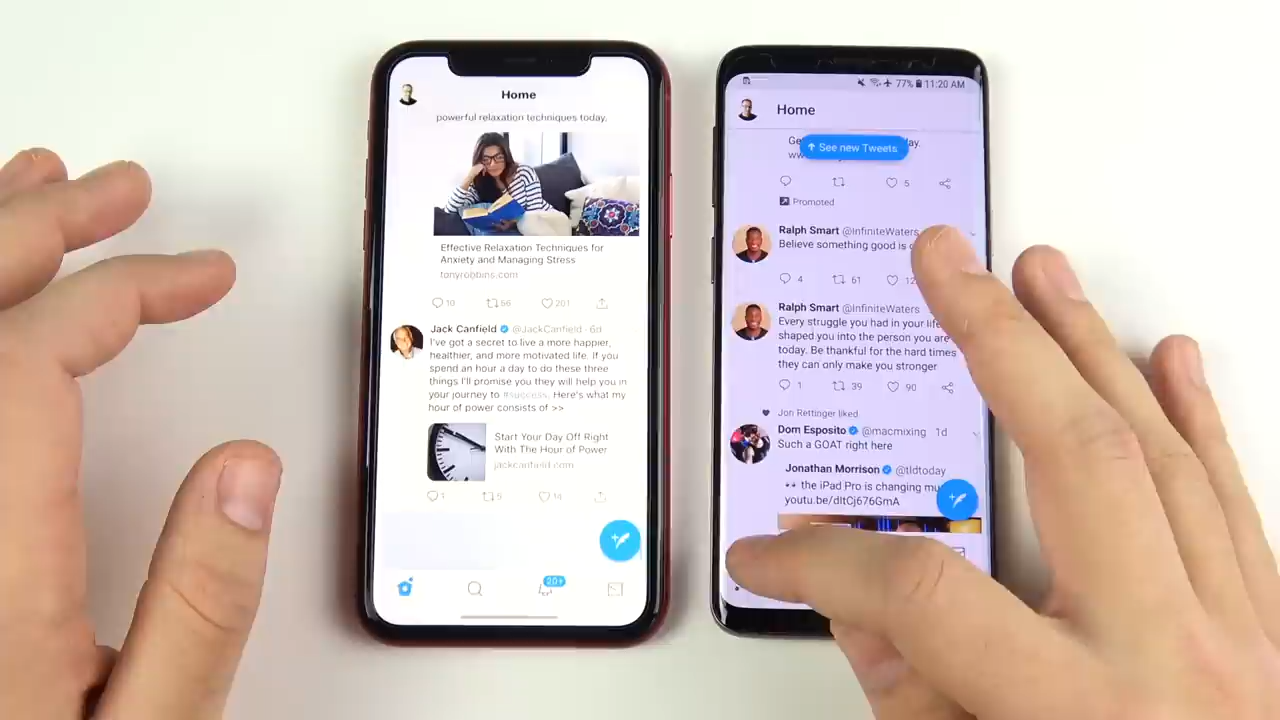 Home
powerful relaxation techniques today.
Effective Relaxation Techniques for
Anxiety and Managing Stress
tonyrobbins.com
10 56 201
Jack Canfield @JackCanfield · 6d
I've got a secret to live a more happier,
healthier, and more motivated life. If you
spend an hour a day to do these three
things I'll promise you they will help you in
your journey to #success. Here's what my
hour of power consists of >>
Start Your Day Off Right
With The Hour of Power
jackcanfield.com
1 5 14
20+
77% 11:20 AM
Home
See new Tweets
5
Promoted
Ralph Smart @InfiniteWaters
Believe something good is
4 61
Ralph Smart @InfiniteWaters
Every struggle you had in your life
shaped you into the person you are
today. Be thankful for the hard times
they can only make you stronger
1 39 90
Jon Rettinger liked
Dom Esposito @macmixing 1d
Such a GOAT right here
Jonathan Morrison @tldtoday
the iPad Pro is changing
youtu.be/dItCj676GmA